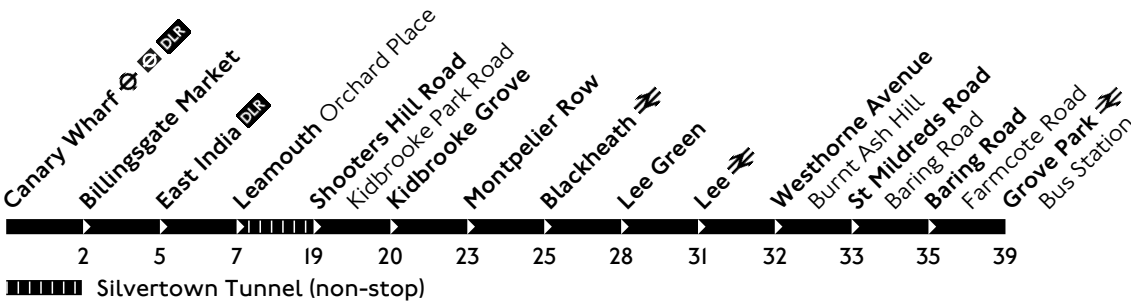 Canary Wharf DLR
Billingsgate Market
East India DLR
Leamouth Orchard Place
Shooters Hill Road
Kidbrooke Park Road
Kidbrooke Grove
Montpelier Row
Blackheath
Lee Green
Lee
Westhorne Avenue
Burnt Ash Hill
St Mildreds Road
Baring Road
Baring Road
Farmcote Road
Grove Park
Bus Station
2 5 7 19 20 23 25 28 31 32 33 35 39
Silvertown Tunnel (non-stop)